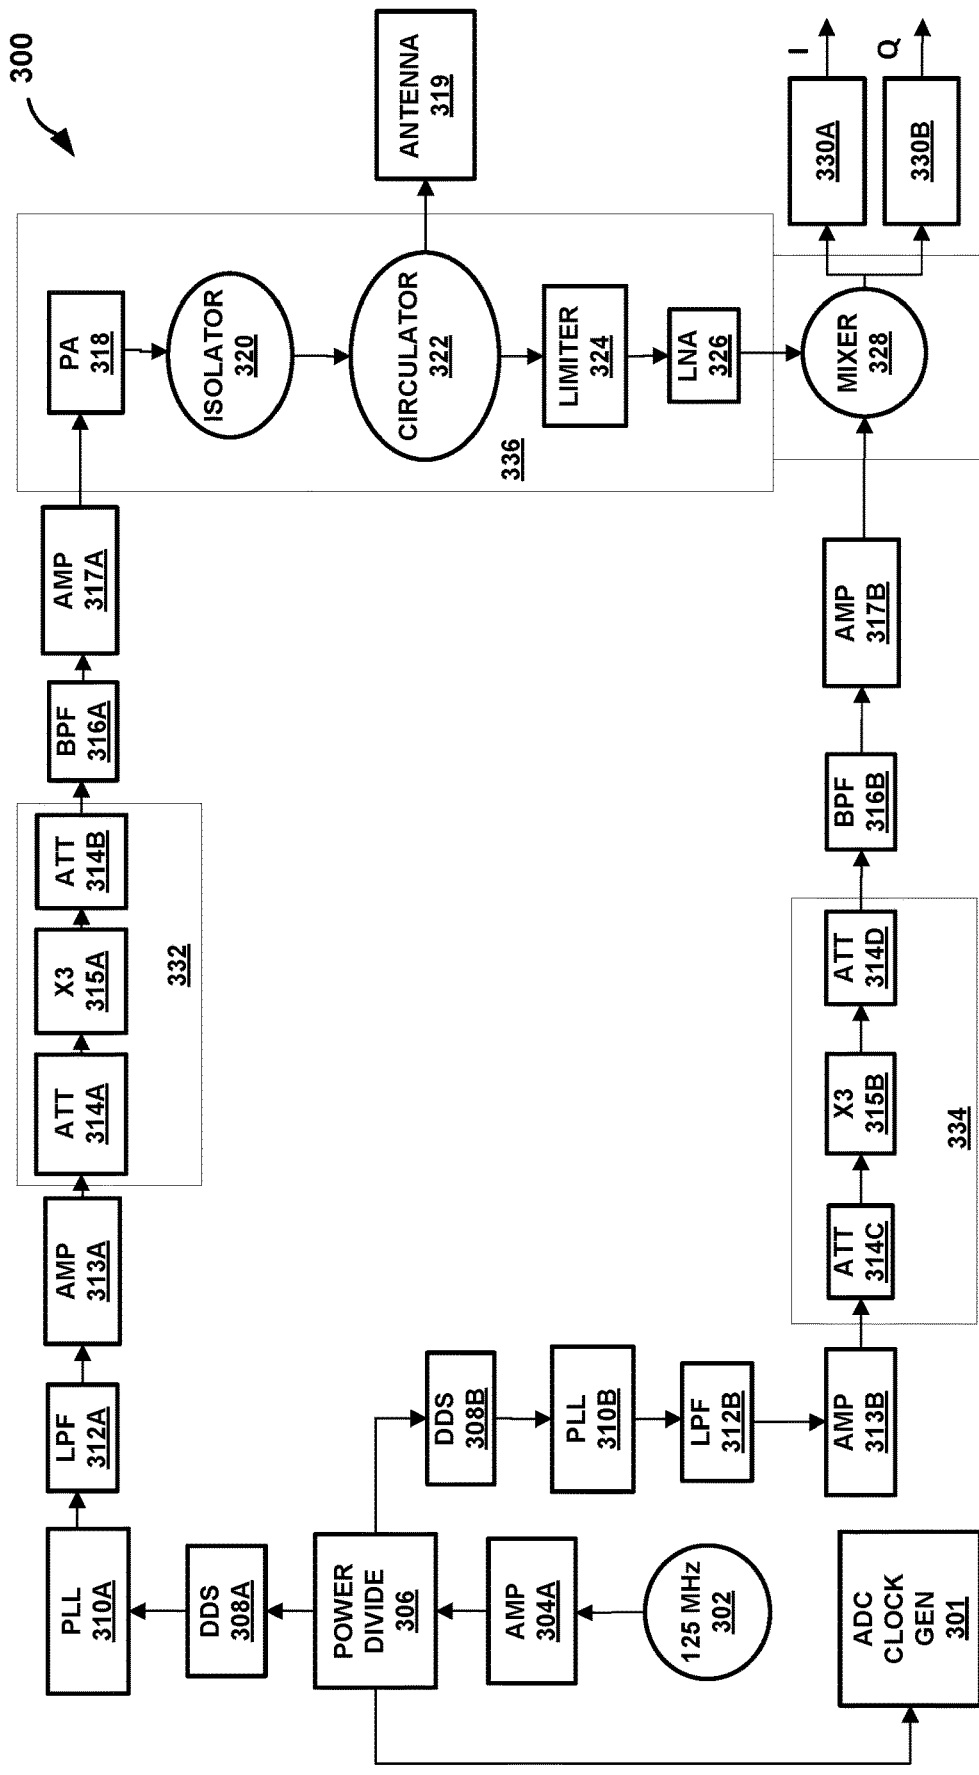 300
PLL
310A
LPF
312A
AMP
313A
ATT
314A
X3
315A
ATT
314B
332
BPF
316A
AMP
317A
PA
318
ISOLATOR
320
CIRCULATOR
322
ANTENNA
319
LIMITER
324
LNA
326
336
DDS
308A
POWER
DIVIDE
306
AMP
304A
125 MHz
302
ADC
CLOCK
GEN
301
DDS
308B
PLL
310B
LPF
312B
AMP
313B
ATT
314C
X3
315B
ATT
314D
334
BPF
316B
AMP
317B
MIXER
328
330A
I
330B
Q